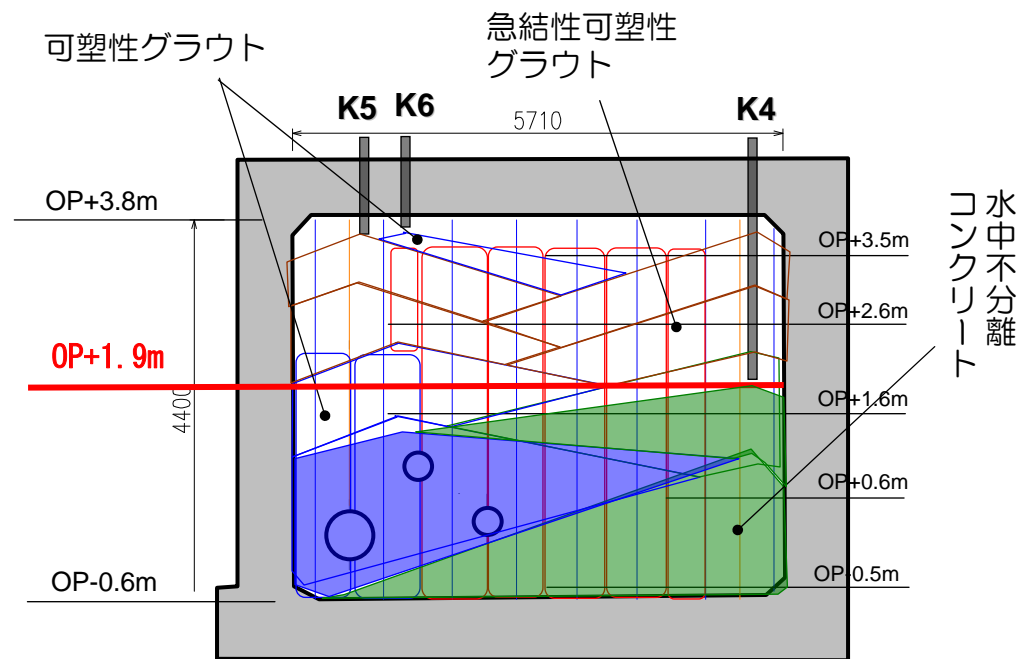 可塑性グラウト
急結性可塑性
グラウト
K5
K6
K4
5710
水中不分離
コンクリート
OP+3.8m
OP+3.5m
OP+2.6m
OP+1.9m
4400
OP+1.6m
OP+0.6m
OP-0.6m
OP-0.5m